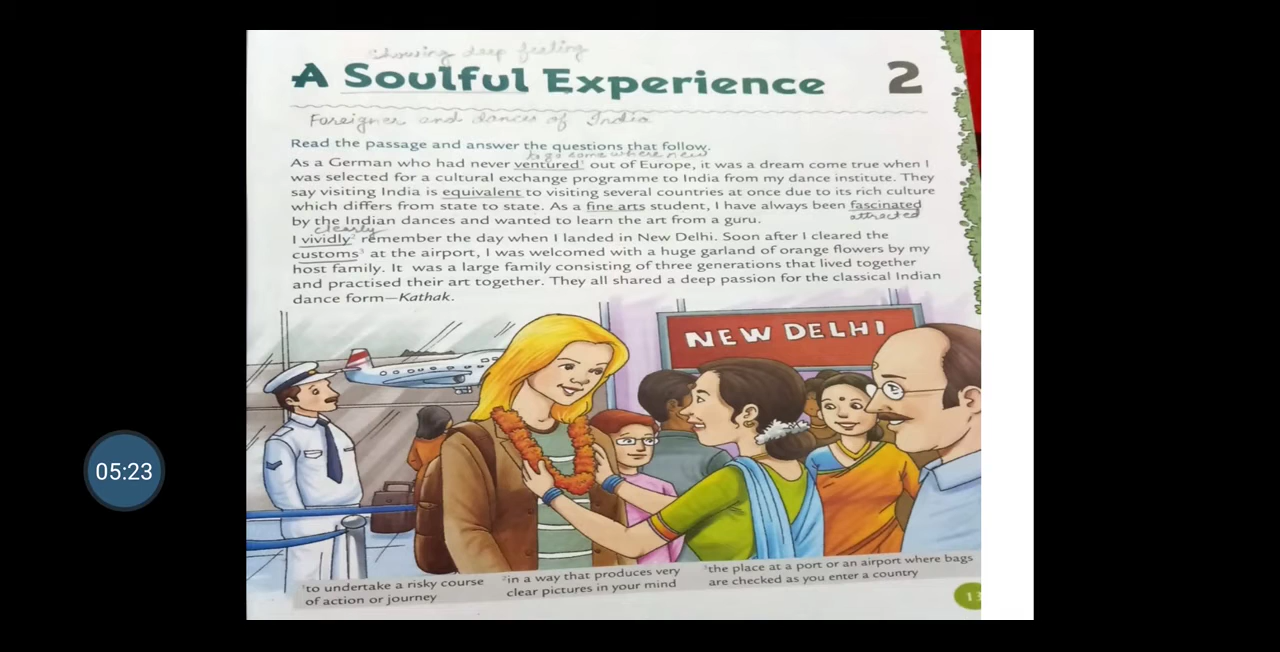 showing deep feeling
A Soulful Experience 2
Foreigner and dances of India
Read the passage and answer the questions that follow.
to go some where new
As a German who had never ventured¹ out of Europe, it was a dream come true when I
was selected for a cultural exchange programme to India from my dance institute. They
say visiting India is equivalent to visiting several countries at once due to its rich culture
which differs from state to state. As a fine arts student, I have always been fascinated
attracted
by the Indian dances and wanted to learn the art from a guru.
clearly
I vividly² remember the day when I landed in New Delhi. Soon after I cleared the
customs³ at the airport, I was welcomed with a huge garland of orange flowers by my
host family. It was a large family consisting of three generations that lived together
and practised their art together. They all shared a deep passion for the classical Indian
dance form—Kathak.
NEW DELHI
05:23
¹to undertake a risky course
of action or journey
²in a way that produces very
clear pictures in your mind
³the place at a port or an airport where bags
are checked as you enter a country
13